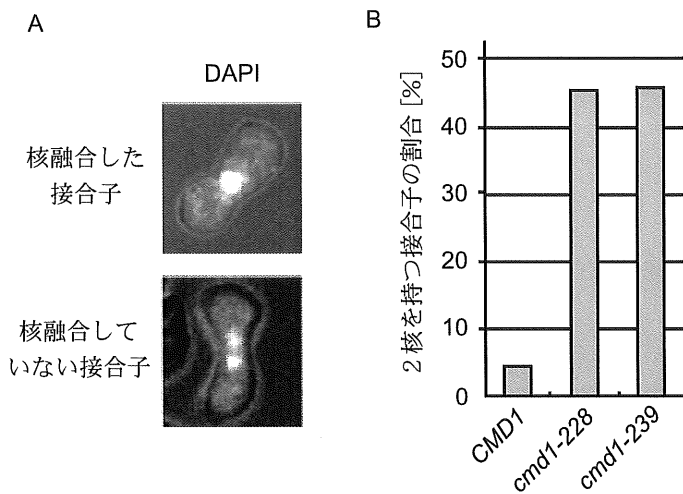 A
DAPI
核融合した
接合子
核融合して
いない接合子
B
2核を持つ接合子の割合 [%]
50
40
30
20
10
0
CMD1
cmd1-228
cmd1-239